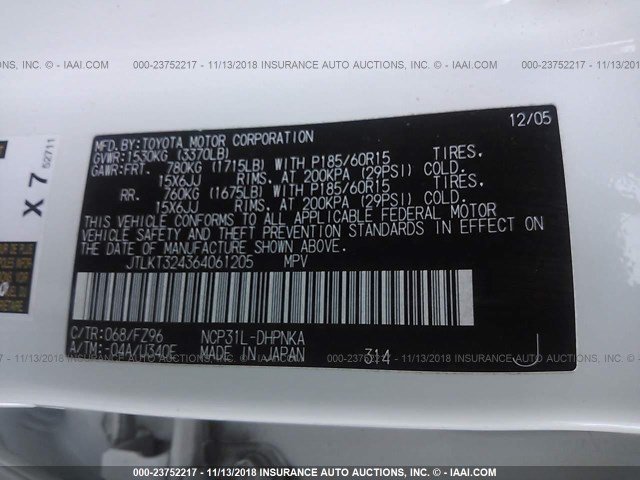 - IAAI.COM 000-23752217 - 11/13/2018 INSURANCE AUTO AUCTIONS, INC. © - IAAI.COM 000-23752217 - 11/13/2018 INSURANCE AUTO AUCTIONS, INC. ©
12/05
MFD. BY: TOYOTA MOTOR CORPORATION
GVWR: 1530KG (3370LB)
GAWR: FRT. 780KG (1715LB) WITH P185/60R15 TIRES.
15X6JJ RIMS. AT 200KPA (29PSI) COLD.
RR. 760KG (1675LB) WITH P185/60R15 TIRES.
15X6JJ RIMS. AT 200KPA (29PSI) COLD.
THIS VEHICLE CONFORMS TO ALL APPLICABLE FEDERAL MOTOR
VEHICLE SAFETY AND THEFT PREVENTION STANDARDS IN EFFECT ON
THE DATE OF MANUFACTURE SHOWN ABOVE.
JTLKT324364061205 MPV
C/TR: 068/FZ96 NCP31L-DHPNKA
A/TM: -04A/U340E MADE IN JAPAN 314 J
X 7 52711
000-23752217 - 11/13/2018 INSURANCE AUTO AUCTIONS, INC. © - IAAI.COM